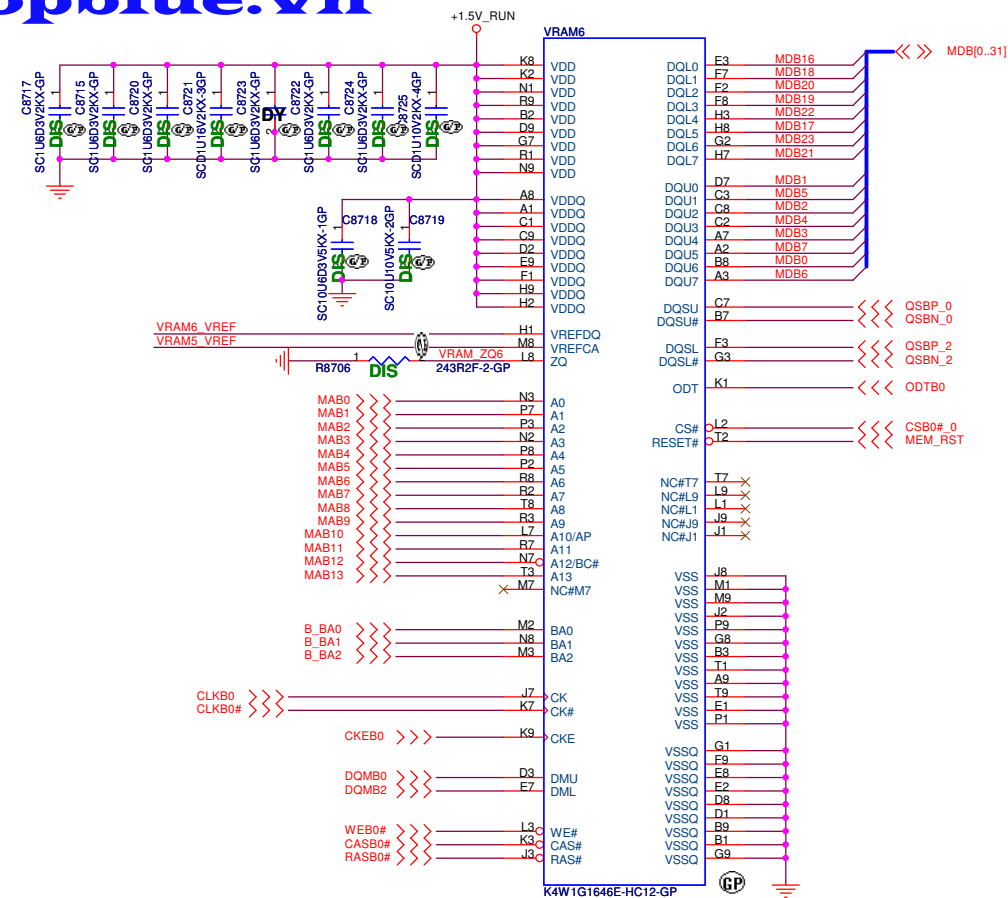 +1.5V_RUN
VRAM6
MDB[0..31]
C8717 SC1U6D3V2KX-GP DIS
C8715 SC1U6D3V2KX-GP DIS
C8720 SC1U6D3V2KX-GP DIS
C8721 SCD1U16V2KX-3GP DIS
C8723 SC1U6D3V2KX-GP DY
C8722 SC1U6D3V2KX-GP DIS
C8724 SC1U6D3V2KX-GP DIS
C8725 SCD1U10V2KX-4GP DIS
C8718 SC10U6D3V5KX-1GP DIS
C8719 SC10U10V5KX-2GP DIS
K8 VDD
K2 VDD
N1 VDD
R9 VDD
B2 VDD
D9 VDD
G7 VDD
R1 VDD
N9 VDD
A8 VDDQ
A1 VDDQ
C1 VDDQ
C9 VDDQ
D2 VDDQ
E9 VDDQ
F1 VDDQ
H9 VDDQ
H2 VDDQ
VRAM6_VREF H1 VREFDQ
VRAM5_VREF M8 VREFCA
R8706 1 DIS 2 243R2F-2-GP VRAM_ZQ6 L8 ZQ
MAB0 N3 A0
MAB1 P7 A1
MAB2 P3 A2
MAB3 N2 A3
MAB4 P8 A4
MAB5 P2 A5
MAB6 R8 A6
MAB7 R2 A7
MAB8 T8 A8
MAB9 R3 A9
MAB10 L7 A10/AP
MAB11 R7 A11
MAB12 N7 A12/BC#
MAB13 T3 A13
M7 NC#M7
B_BA0 M2 BA0
B_BA1 N8 BA1
B_BA2 M3 BA2
CLKB0 J7 CK
CLKB0# K7 CK#
CKEB0 K9 CKE
DQMB0 D3 DMU
DQMB2 E7 DML
WEB0# L3 WE#
CASB0# K3 CAS#
RASB0# J3 RAS#
DQL0 E3 MDB16
DQL1 F7 MDB18
DQL2 F2 MDB20
DQL3 F8 MDB19
DQL4 H3 MDB22
DQL5 H8 MDB17
DQL6 G2 MDB23
DQL7 H7 MDB21
DQU0 D7 MDB1
DQU1 C3 MDB5
DQU2 C8 MDB2
DQU3 C2 MDB4
DQU4 A7 MDB3
DQU5 A2 MDB7
DQU6 B8 MDB0
DQU7 A3 MDB6
DQSU C7 QSBP_0
DQSU# B7 QSBN_0
DQSL F3 QSBP_2
DQSL# G3 QSBN_2
ODT K1 ODTB0
CS# L2 CSB0#_0
RESET# T2 MEM_RST
NC#T7 T7
NC#L9 L9
NC#L1 L1
NC#J9 J9
NC#J1 J1
VSS J8
VSS M1
VSS M9
VSS J2
VSS P9
VSS G8
VSS B3
VSS T1
VSS A9
VSS T9
VSS E1
VSS P1
VSSQ G1
VSSQ F9
VSSQ E8
VSSQ E2
VSSQ D8
VSSQ D1
VSSQ B9
VSSQ B1
VSSQ G9
K4W1G1646E-HC12-GP
GP